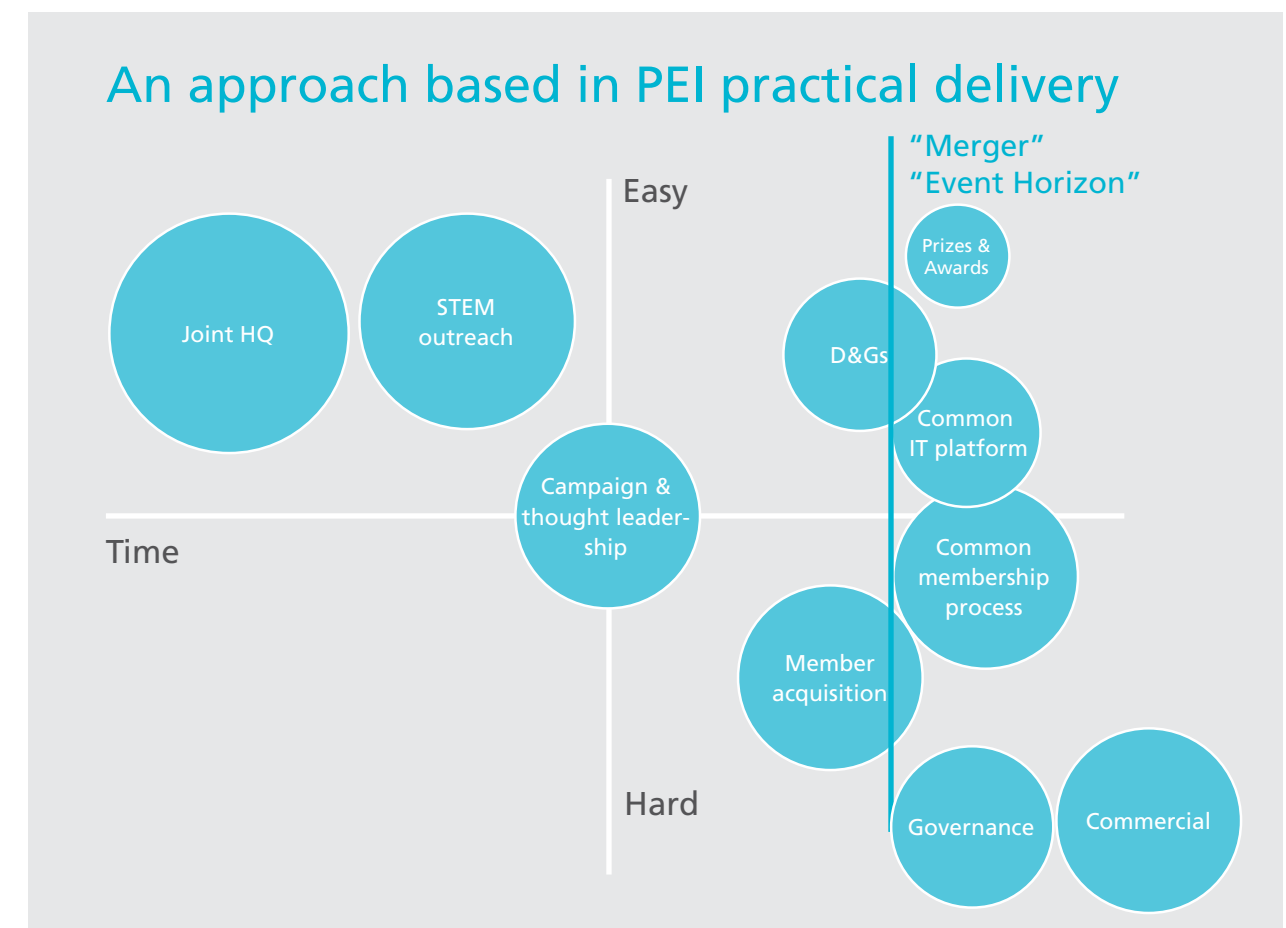 An approach based in PEI practical delivery
“Merger”
“Event Horizon”
Easy
Prizes &
Awards
Joint HQ
STEM
outreach
D&Gs
Common
IT platform
Campaign &
thought leader-
ship
Time
Common
membership
process
Member
acquisition
Hard
Governance
Commercial